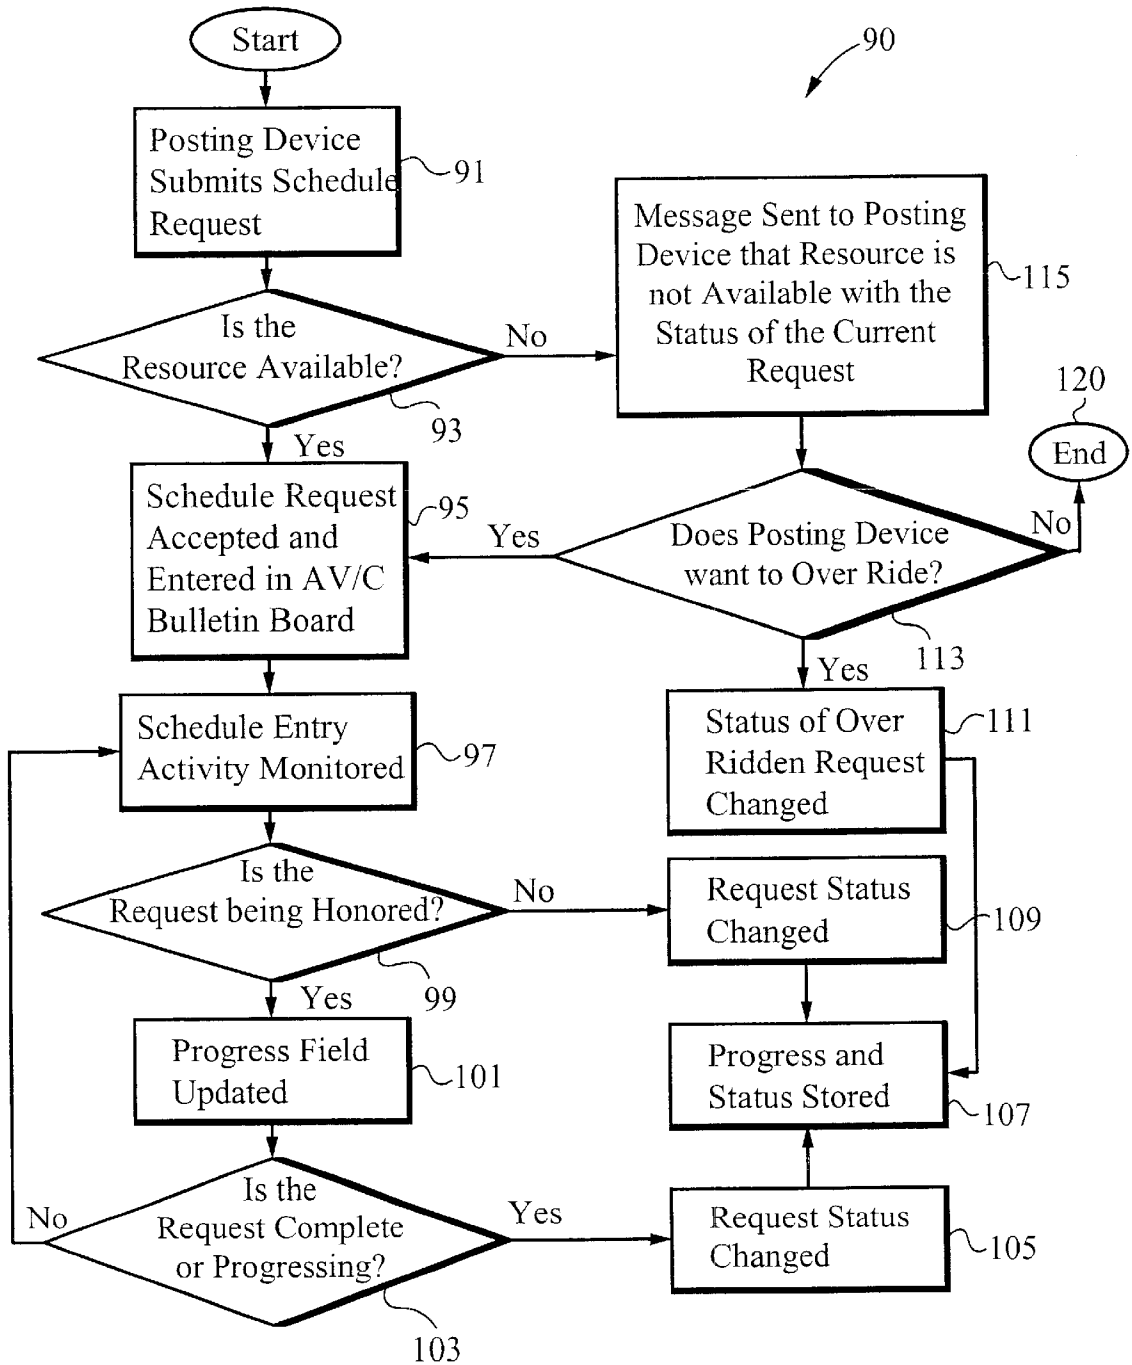 Start
90
Posting Device
Submits Schedule
Request
91
Message Sent to Posting
Device that Resource is
not Available with the
Status of the Current
Request
115
Is the
Resource Available?
No
93
Yes
120
End
Schedule Request
Accepted and
Entered in AV/C
Bulletin Board
95
Yes
Does Posting Device
want to Over Ride?
No
113
Yes
Schedule Entry
Activity Monitored
97
Status of Over
Ridden Request
Changed
111
Is the
Request being Honored?
No
99
Yes
Request Status
Changed
109
Progress Field
Updated
101
Progress and
Status Stored
107
Is the
Request Complete
or Progressing?
No
Yes
103
Request Status
Changed
105